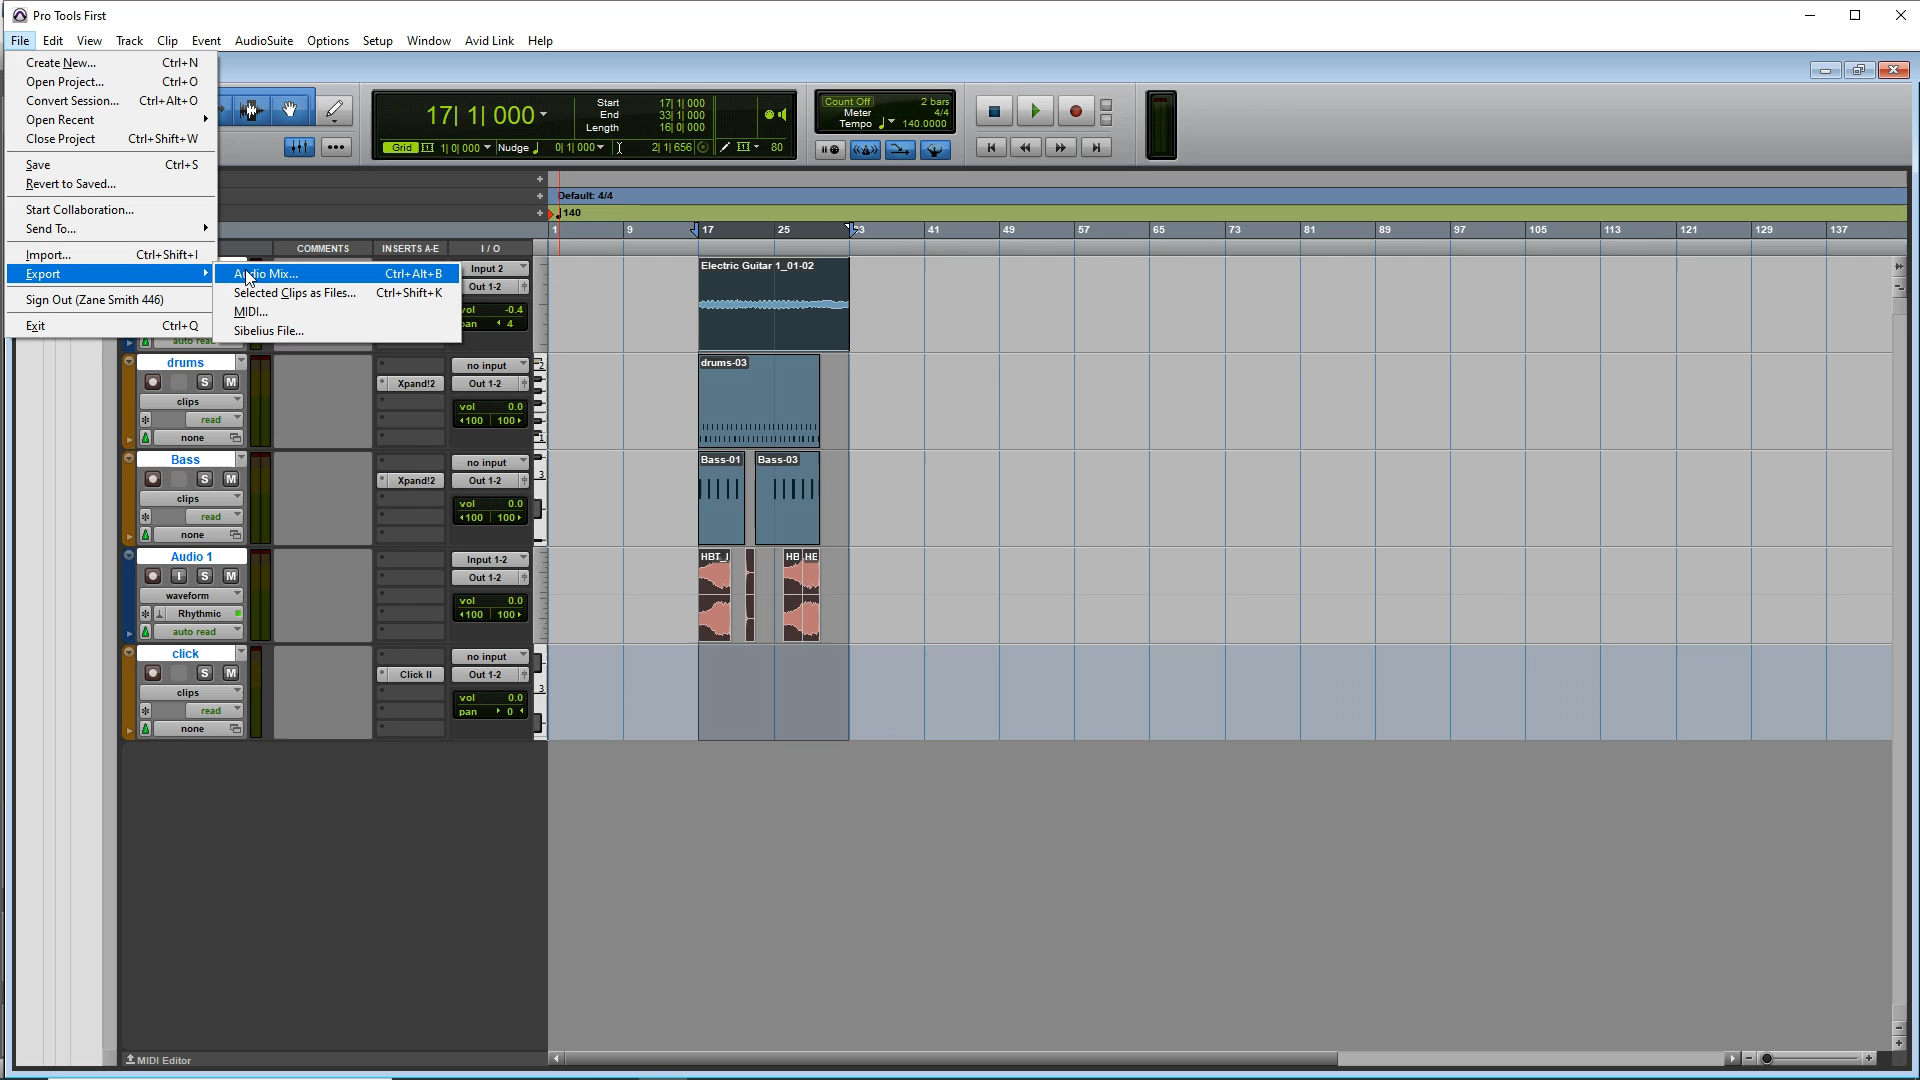 Pro Tools First
File Edit View Track Clip Event AudioSuite Options Setup Window Avid Link Help
Create New... Ctrl+N
Open Project... Ctrl+O
Convert Session... Ctrl+Alt+O
Open Recent
Close Project Ctrl+Shift+W
Save Ctrl+S
Revert to Saved...
Start Collaboration...
Send To...
Import... Ctrl+Shift+I
Export
Sign Out (Zane Smith 446)
Exit Ctrl+Q
Audio Mix... Ctrl+Alt+B
Selected Clips as Files... Ctrl+Shift+K
MIDI...
Sibelius File...
17| 1| 000
Start 17| 1| 000
End 33| 1| 000
Length 16| 0| 000
Grid 1| 0| 000 Nudge 0| 1| 000 2| 1| 656 80
Count Off 2 bars
Meter 4/4
Tempo 140.0000
Default: 4/4
140
1 9 17 25 33 41 49 57 65 73 81 89 97 105 113 121 129 137
COMMENTS INSERTS A-E I / O
Input 2
Out 1-2
vol -0.4
pan 4
auto read
Electric Guitar 1_01-02
drums
S M
clips
read
none
Xpand!2
no input
Out 1-2
vol 0.0
100 100
2
1
drums-03
Bass
S M
clips
read
none
Xpand!2
no input
Out 1-2
vol 0.0
100 100
3
Bass-01 Bass-03
Audio 1
I S M
waveform
Rhythmic
auto read
Input 1-2
Out 1-2
vol 0.0
100 100
HBT_I HB HE
click
S M
clips
read
none
Click II
no input
Out 1-2
vol 0.0
pan 0
3
MIDI Editor